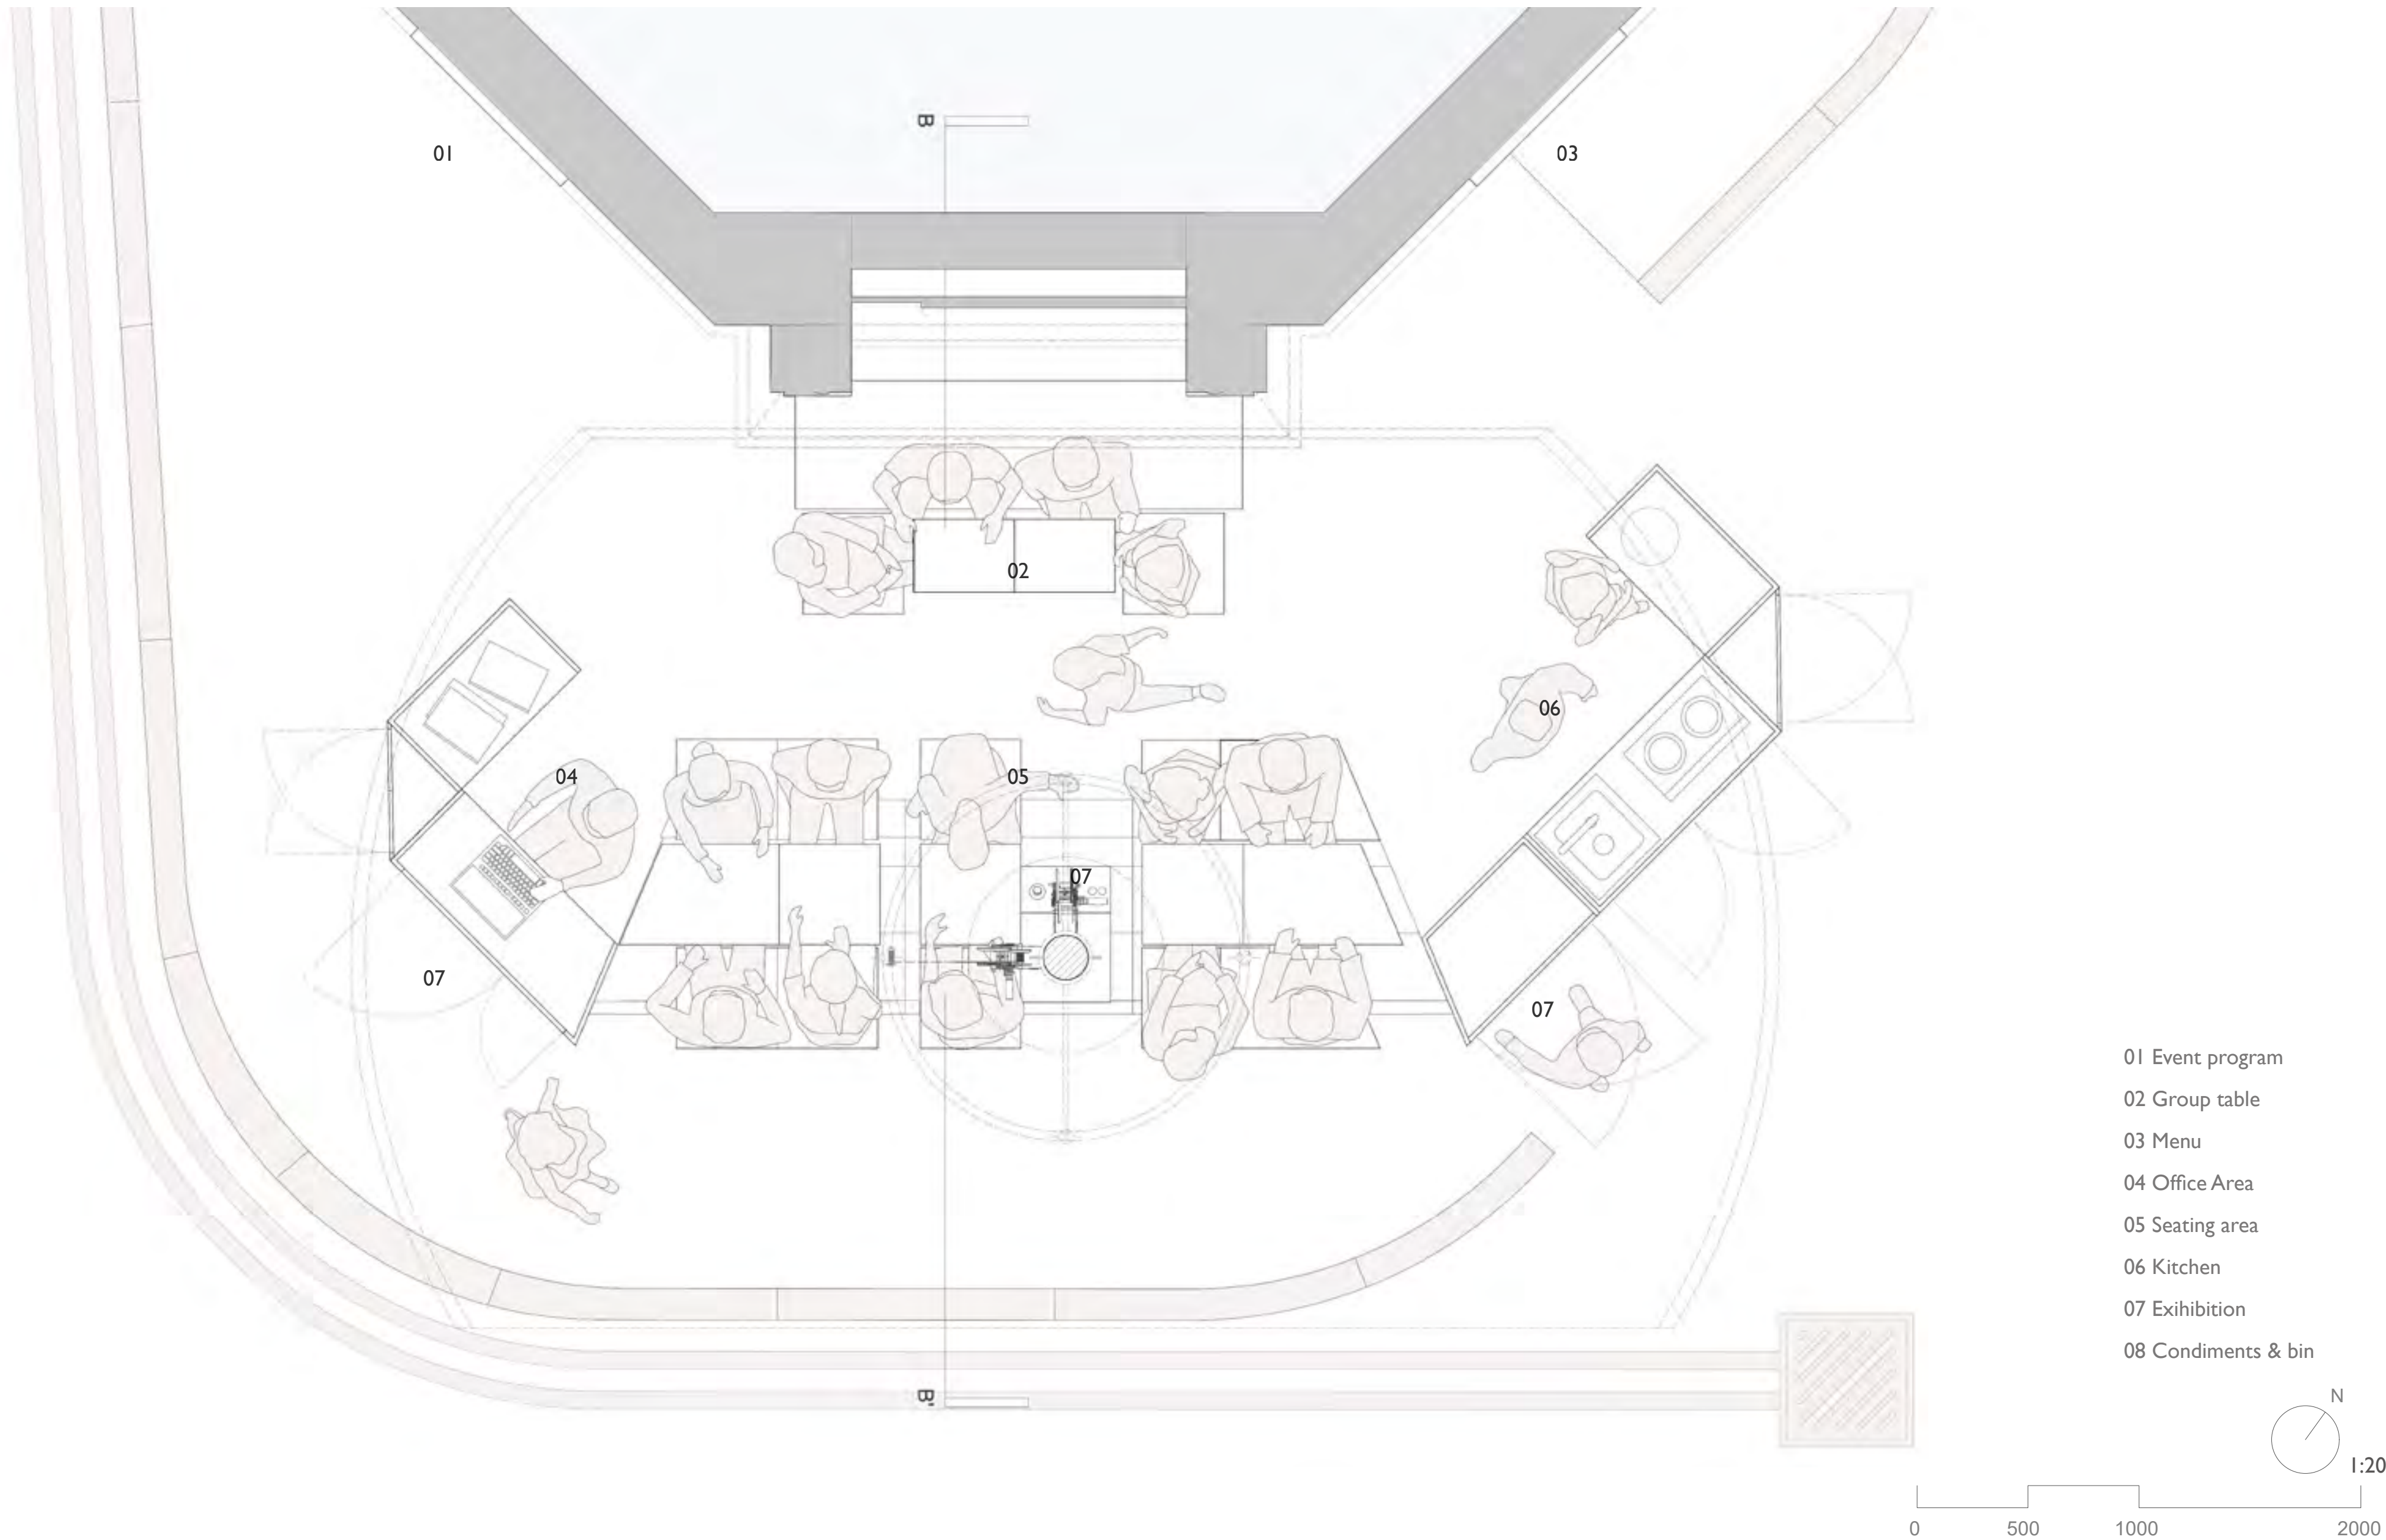 B
01
03
02
06
04
05
07
07
07
01 Event program
02 Group table
03 Menu
04 Office Area
05 Seating area
06 Kitchen
07 Exihibition
08 Condiments & bin
B'
N
1:20
0 500 1000 2000